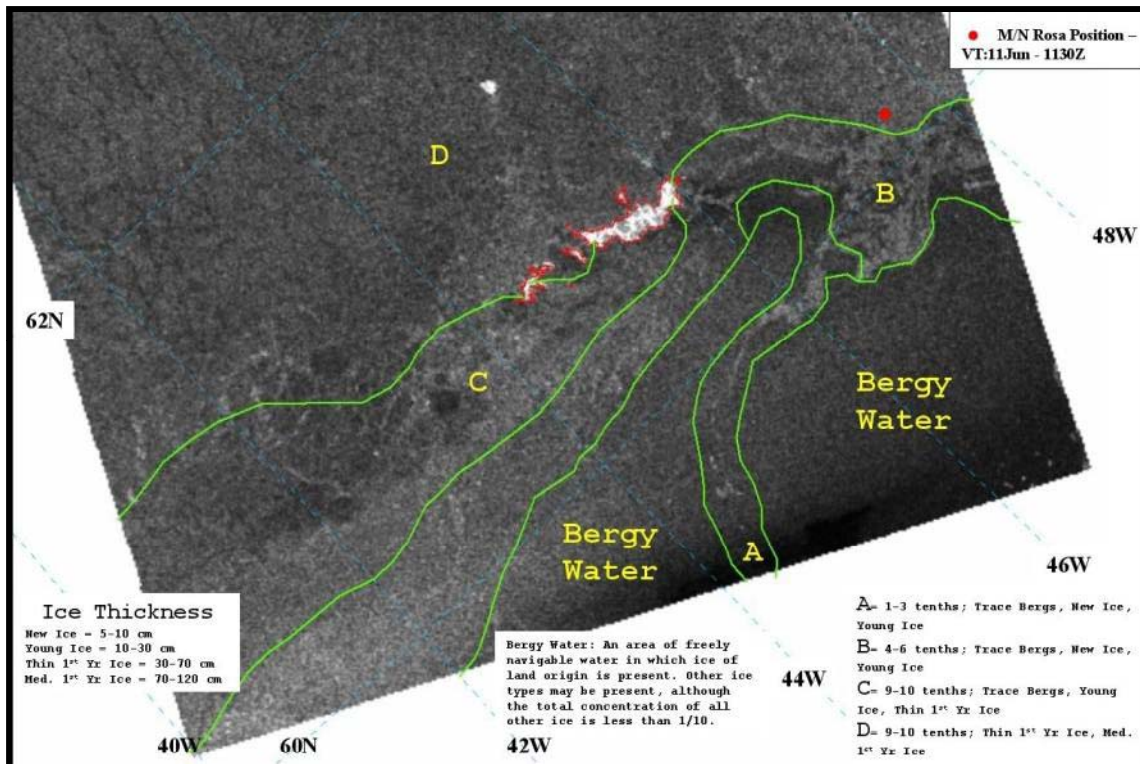 M/N Rosa Position –
VT:11Jun - 1130Z
D
B
48W
62N
C
Bergy
Water
Bergy
Water
A
46W
Ice Thickness
New Ice = 5-10 cm
Young Ice = 10-30 cm
Thin 1st Yr Ice = 30-70 cm
Med. 1st Yr Ice = 70-120 cm
Bergy Water: An area of freely
navigable water in which ice of
land origin is present. Other ice
types may be present, although
the total concentration of all
other ice is less than 1/10.
A= 1-3 tenths; Trace Bergs, New Ice,
Young Ice
B= 4-6 tenths; Trace Bergs, New Ice,
Young Ice
C= 9-10 tenths; Trace Bergs, Young
Ice, Thin 1st Yr Ice
D= 9-10 tenths; Thin 1st Yr Ice, Med.
1st Yr Ice
44W
40W
60N
42W